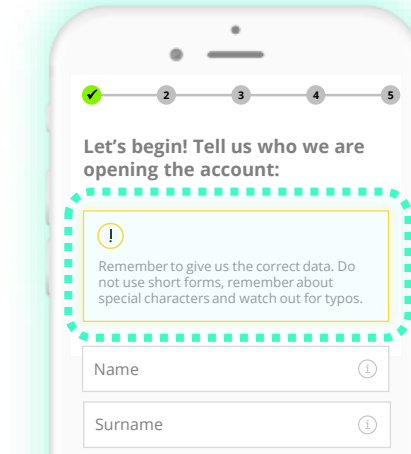 2 3 4 5
Let's begin! Tell us who we are
opening the account:
!
Remember to give us the correct data. Do
not use short forms, remember about
special characters and watch out for typos.
Name i
Surname i